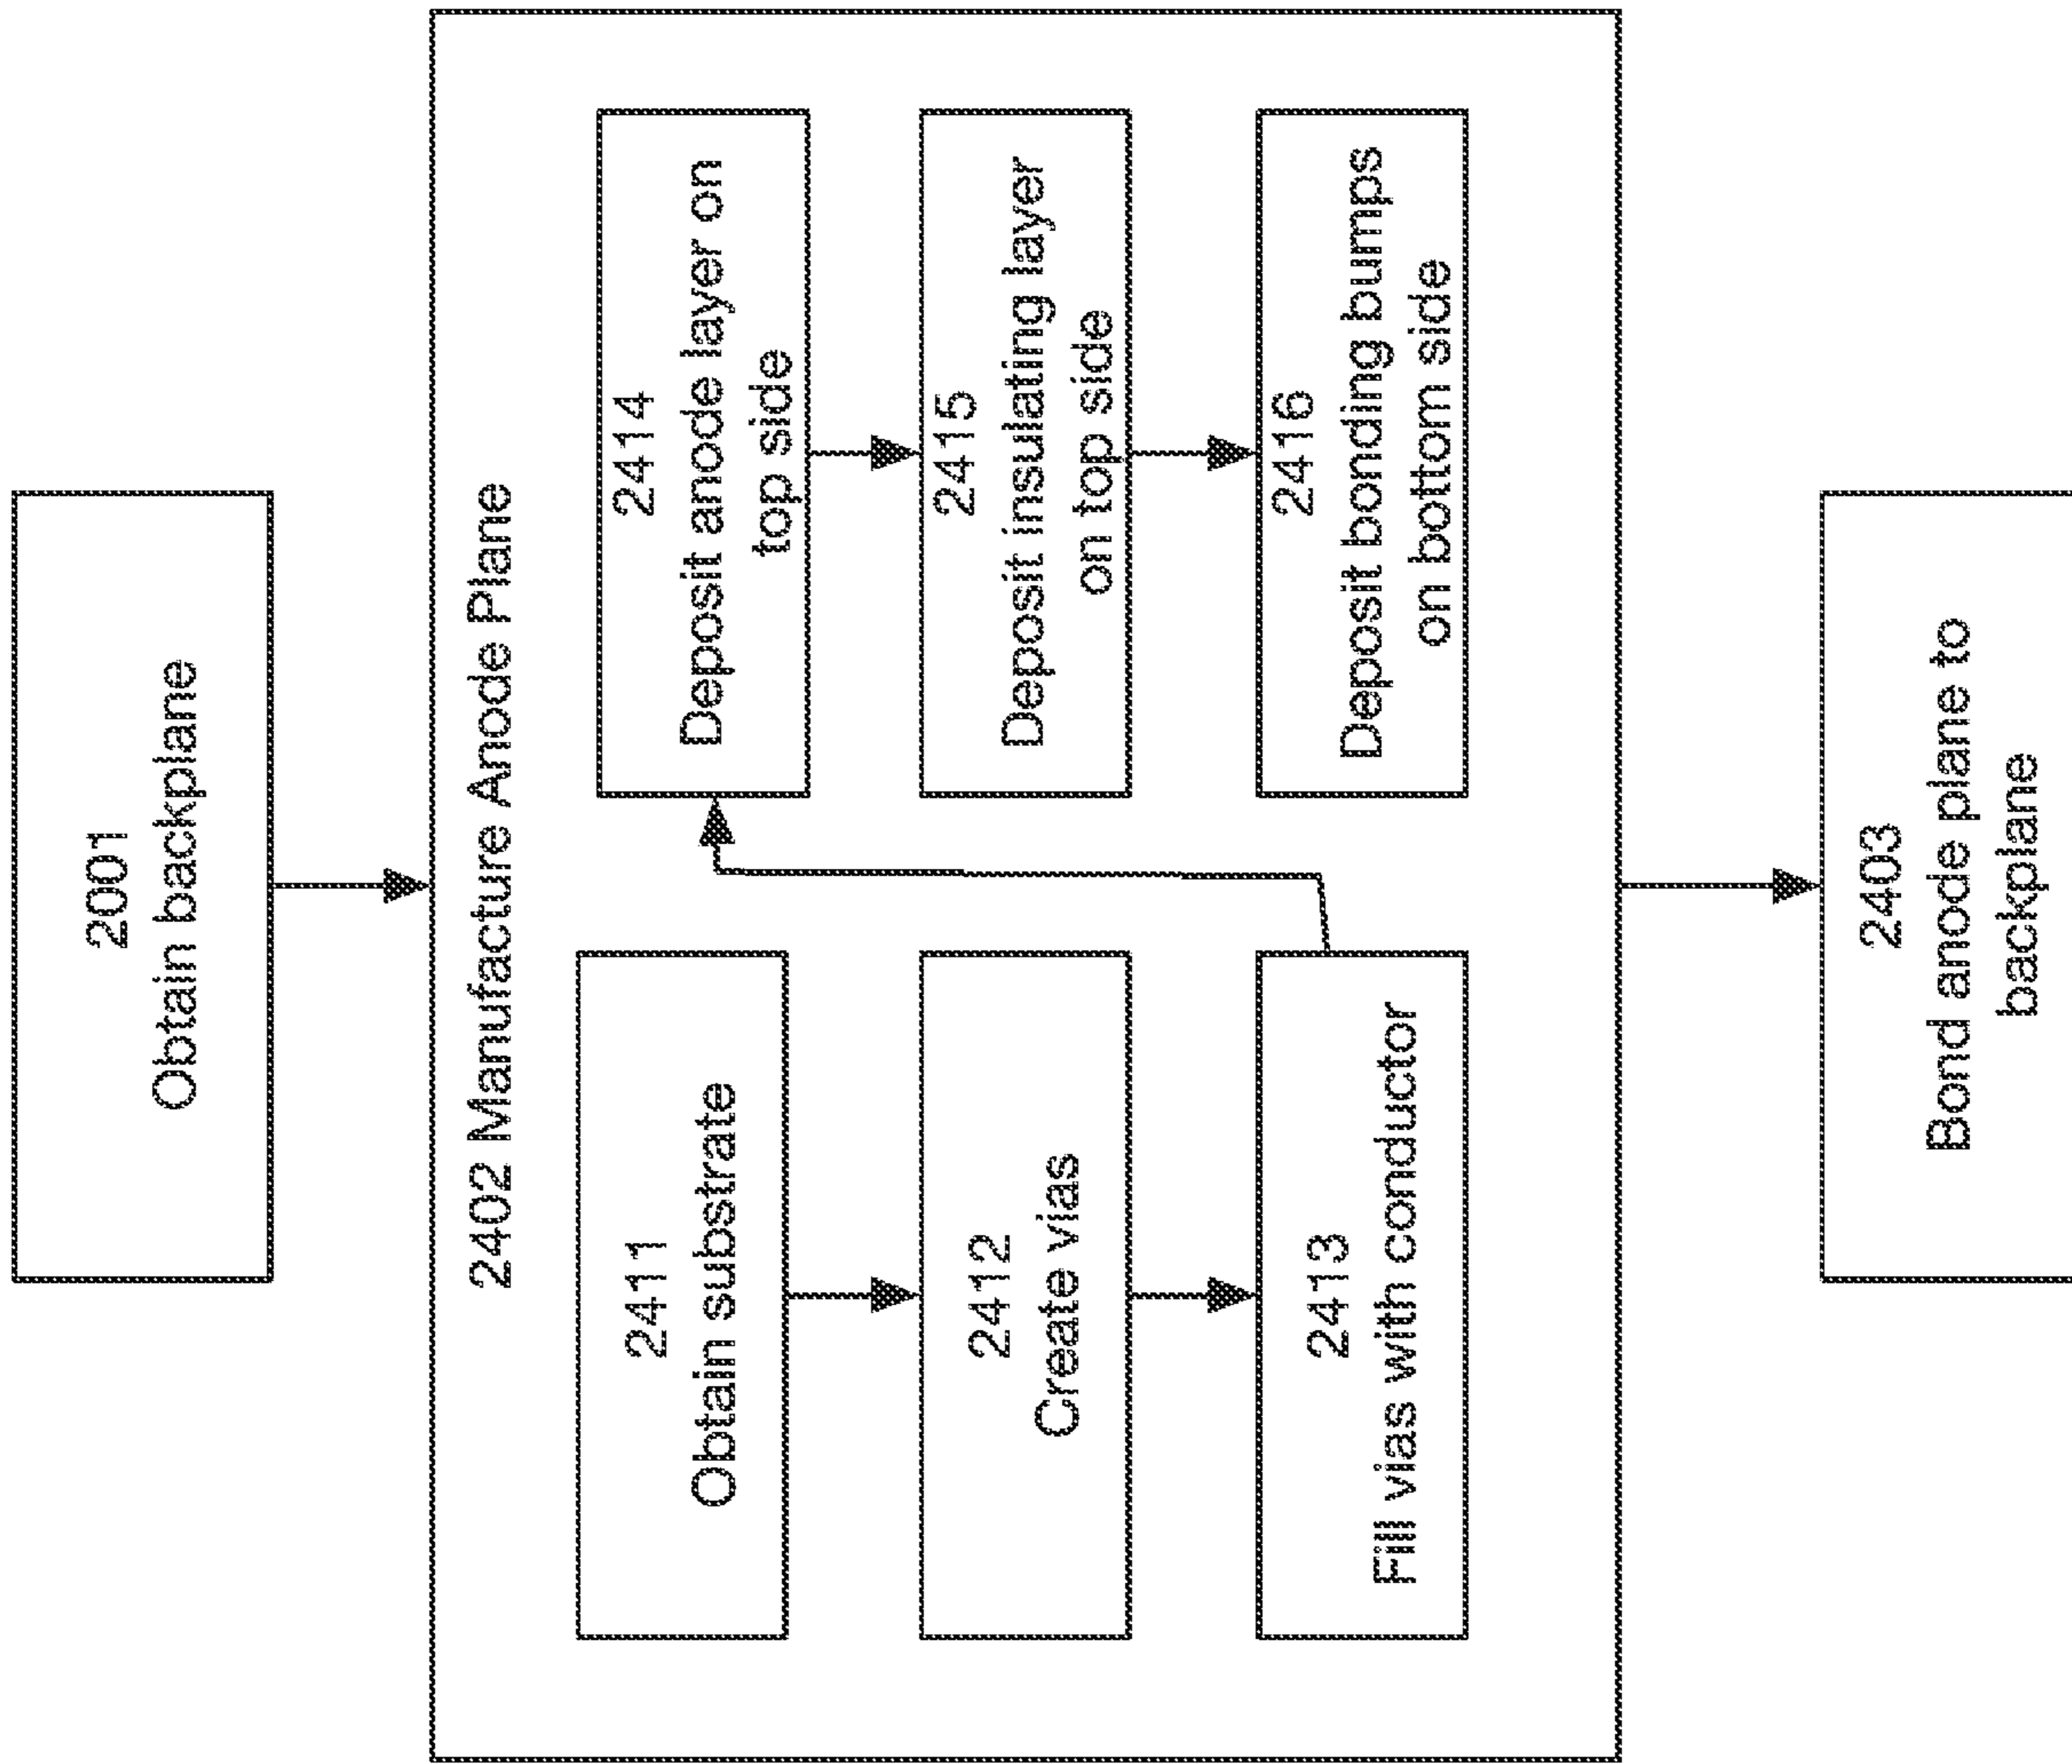 2001
Obtain backplane
2402 Manufacture Anode Plane
2411
Obtain substrate
2412
Create vias
2413
Fill vias with conductor
2414
Deposit anode layer on
top side
2415
Deposit insulating layer
on top side
2416
Deposit bonding bumps
on bottom side
2403
Bond anode plane to
backplane